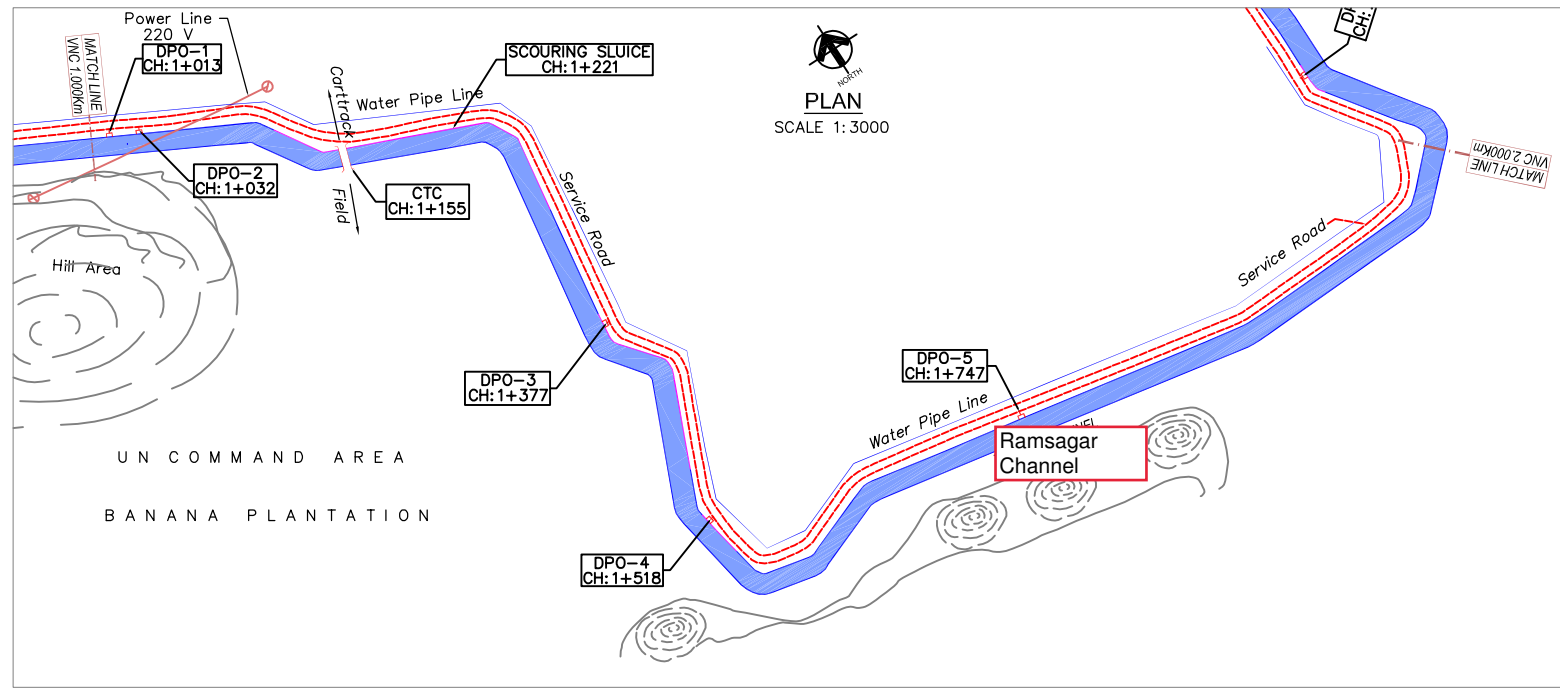 Power Line
220 V
MATCH LINE
VNC 1.000Km
DPO-1
CH:1+013
DPO-2
CH:1+032
Carttrack
Field
Water Pipe Line
CTC
CH:1+155
SCOURING SLUICE
CH:1+221
NORTH
PLAN
SCALE 1:3000
Service Road
Hill Area
DPO-3
CH:1+377
UN COMMAND AREA
BANANA PLANTATION
DPO-4
CH:1+518
DPO-5
CH:1+747
Water Pipe Line
Ramsagar
Channel
Service Road
MATCH LINE
VNC 2.000Km